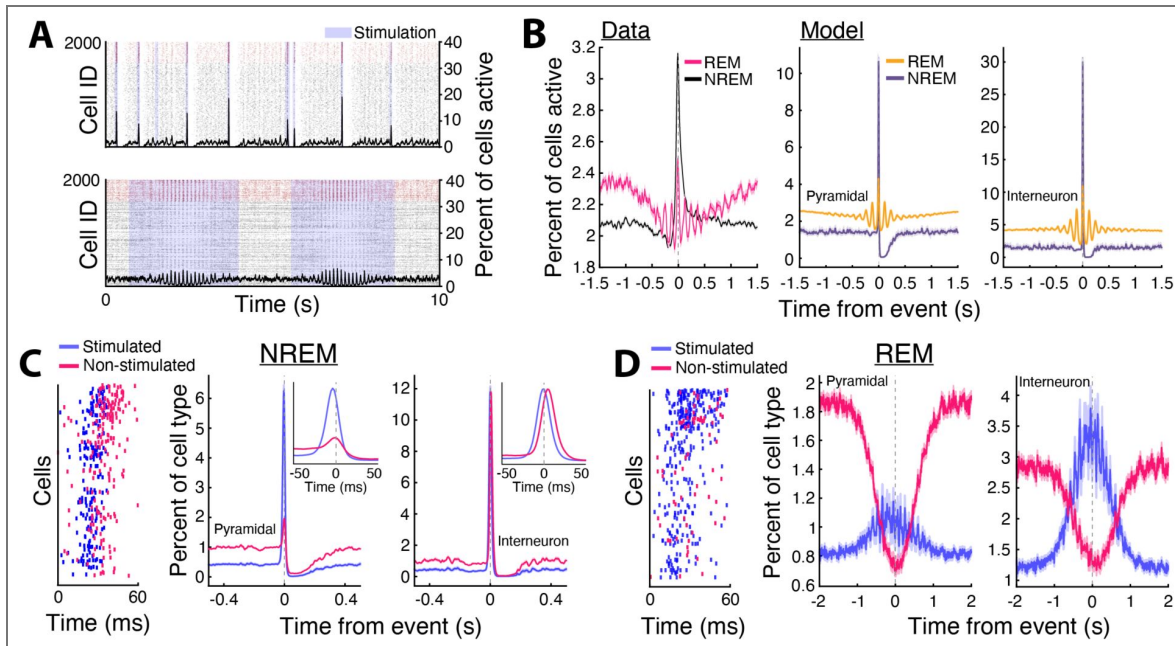 A
Stimulation
2000
Cell ID
40
30
20
10
0
2000
Cell ID
40
30
20
10
0
Percent of cells active
0
10
Time (s)
B
Data
Model
REM
NREM
REM
NREM
Percent of cells active
3.2
3
2.8
2.6
2.4
2.2
2
1.8
-1.5 -1 -0.5 0 0.5 1 1.5
10
8
6
4
2
0
Pyramidal
-1.5 -1 -0.5 0 0.5 1 1.5
30
25
20
15
10
5
0
Interneuron
-1.5 -1 -0.5 0 0.5 1 1.5
Time from event (s)
C
Stimulated
Non-stimulated
NREM
Cells
0 60
Time (ms)
Percent of cell type
6
5
4
3
2
1
0
Pyramidal
-50 0 50
Time (ms)
-0.4 0 0.4
12
10
8
6
4
2
0
Interneuron
-50 0 50
Time (ms)
-0.4 0 0.4
Time from event (s)
D
Stimulated
Non-stimulated
REM
Cells
0 60
Time (ms)
Percent of cell type
2
1.8
1.6
1.4
1.2
1
0.8
0.6
Pyramidal
-2 -1 0 1 2
5
4.5
4
3.5
3
2.5
2
1.5
1
Interneuron
-2 -1 0 1 2
Time from event (s)